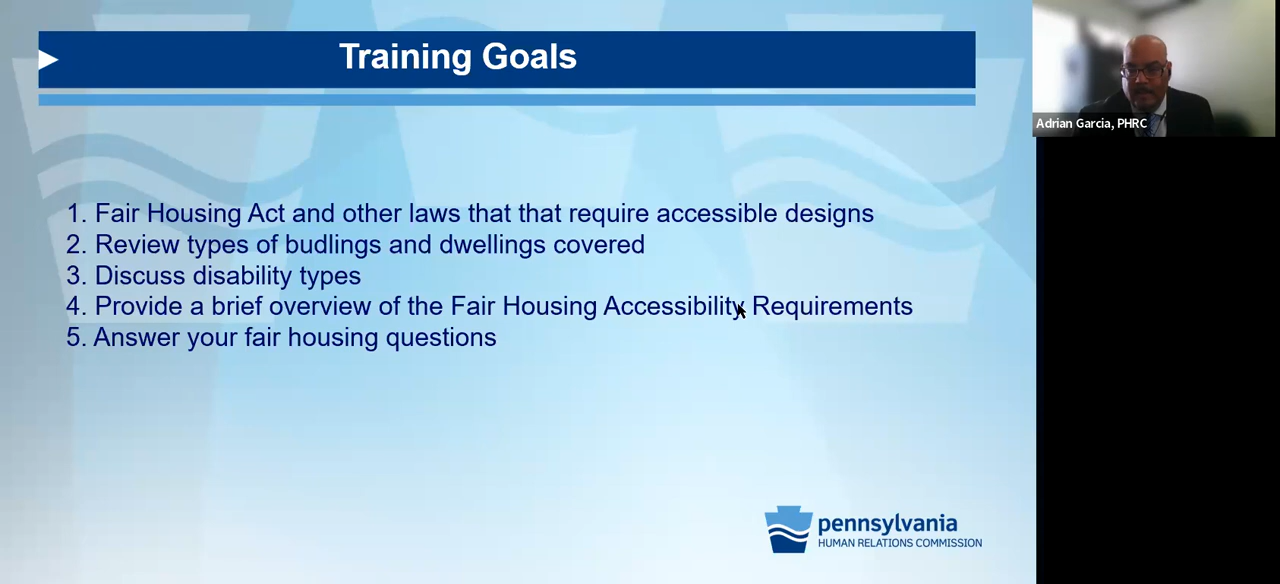 Training Goals
1. Fair Housing Act and other laws that that require accessible designs
2. Review types of budlings and dwellings covered
3. Discuss disability types
4. Provide a brief overview of the Fair Housing Accessibility Requirements
5. Answer your fair housing questions
pennsylvania
HUMAN RELATIONS COMMISSION
Adrian Garcia, PHRC